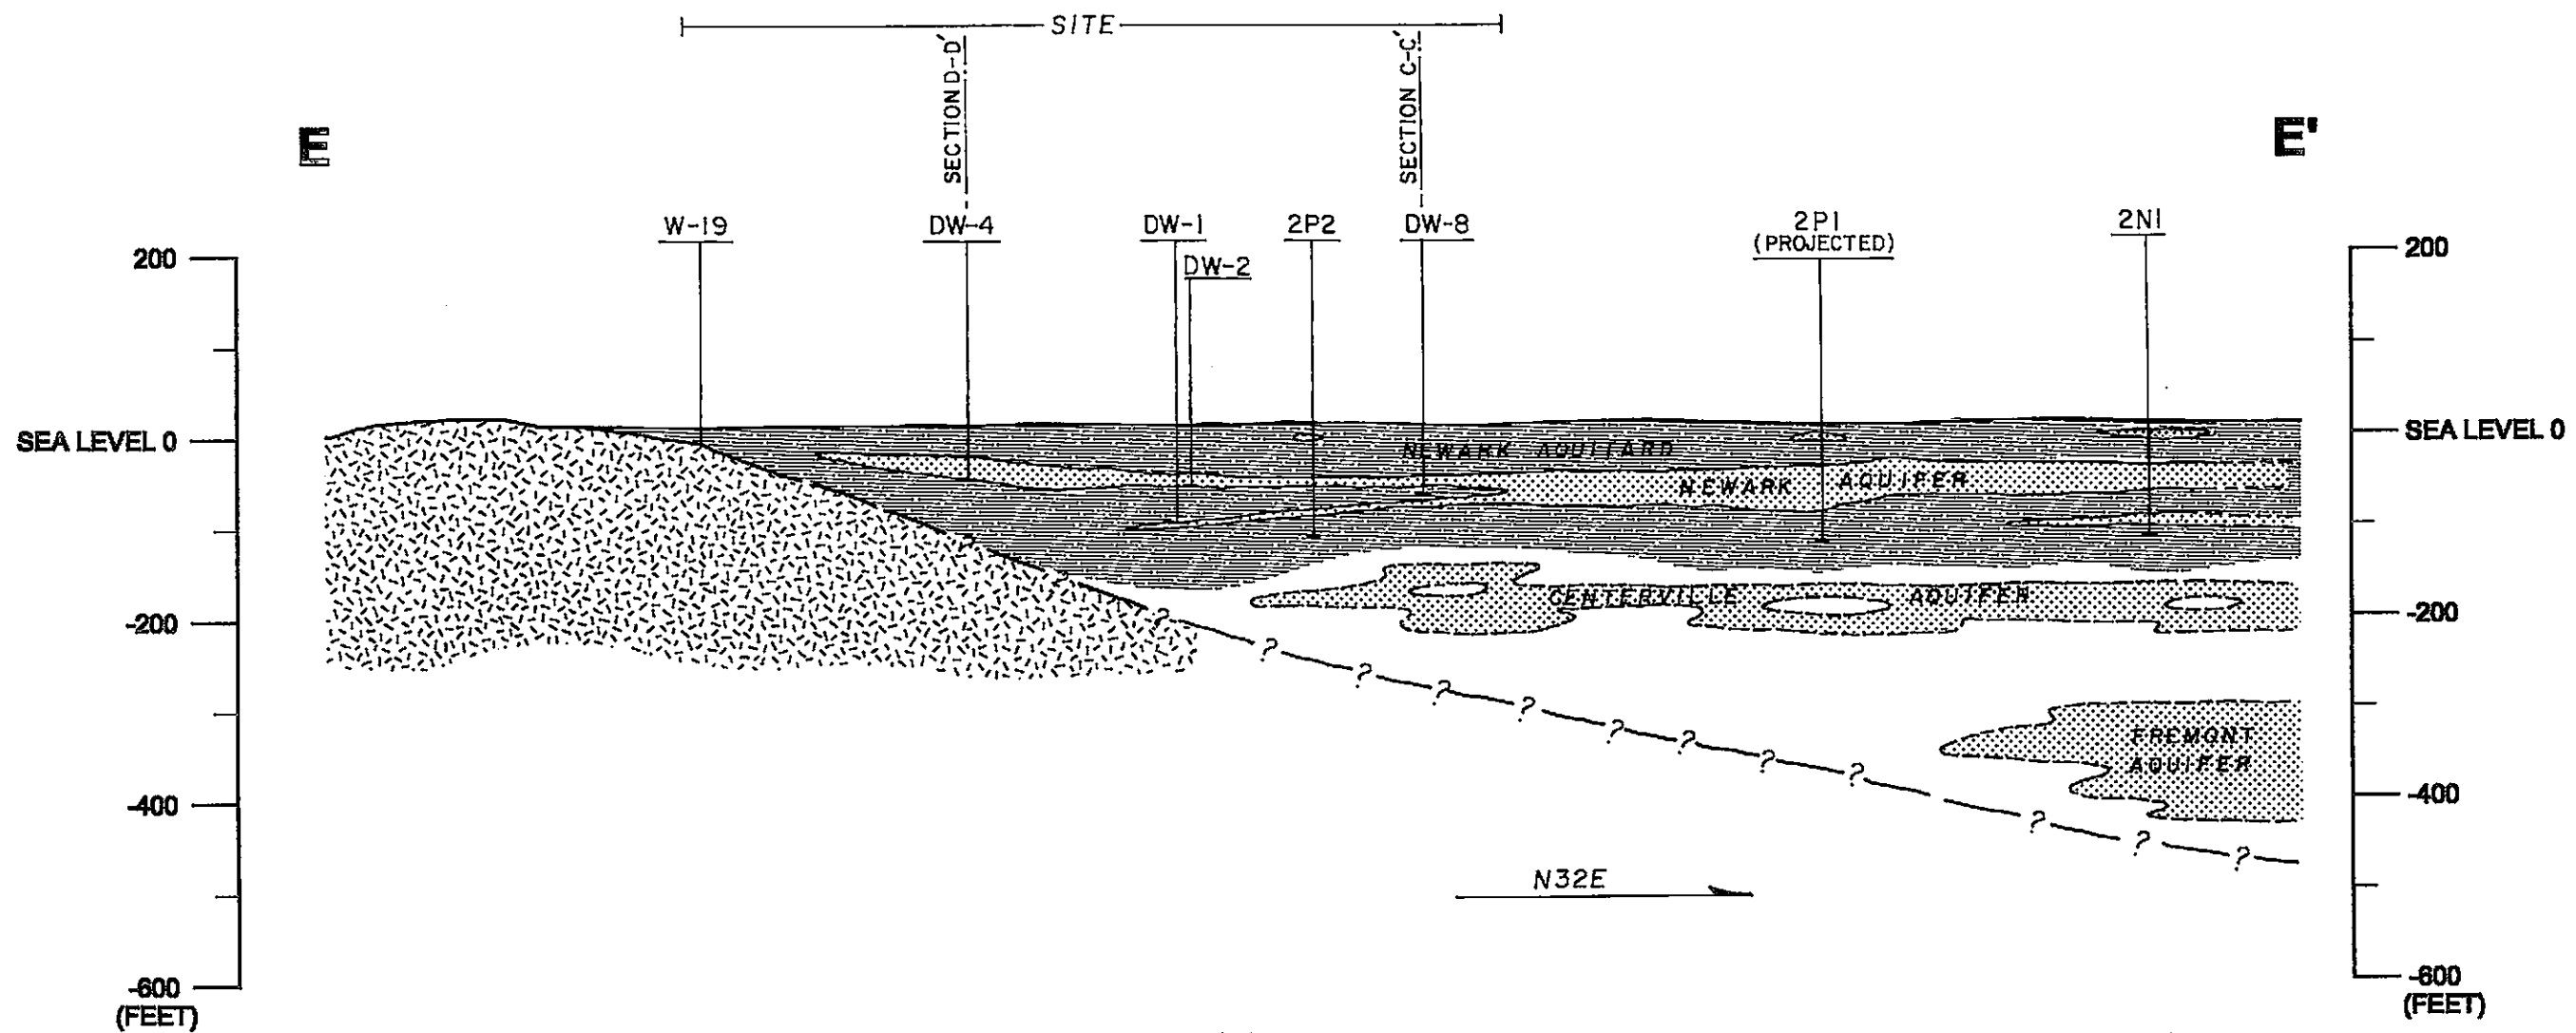 SITE
SECTION D-D'
SECTION C-C'
E
E'
W-19
DW-4
DW-1
2P2
DW-8
2P1
(PROJECTED)
2N1
DW-2
200
200
SEA LEVEL 0
SEA LEVEL 0
NEWARK AQUITARD
NEWARK AQUIFER
?
?
CENTERVILLE AQUIFER
-200
-200
?
?
?
?
?
?
?
?
?
FREMONT
AQUIFER
-400
-400
?
?
?
N32E
-600
(FEET)
-600
(FEET)